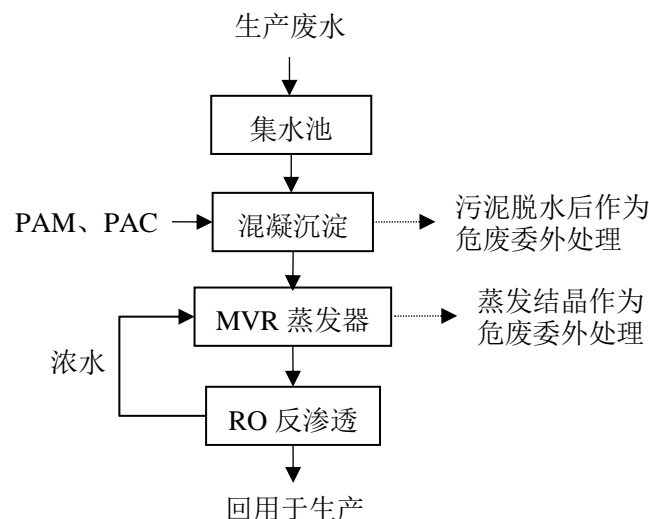 生产废水
集水池
PAM、PAC
混凝沉淀
污泥脱水后作为
危废委外处理
MVR 蒸发器
蒸发结晶作为
危废委外处理
浓水
RO 反渗透
回用于生产